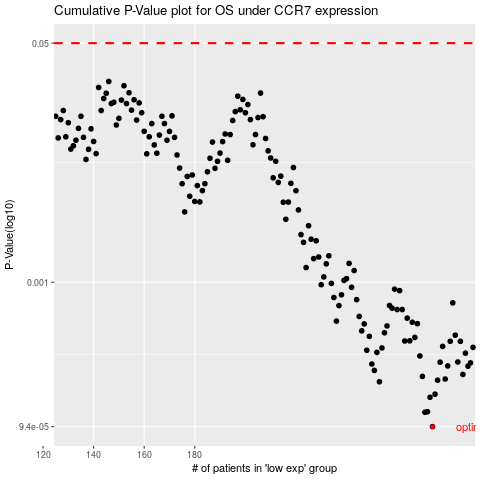 Cumulative P-Value plot for OS under CCR7 expression
P-Value(log10)
0.05
0.001
9.4e-05
120 140 160 180
# of patients in 'low exp' group